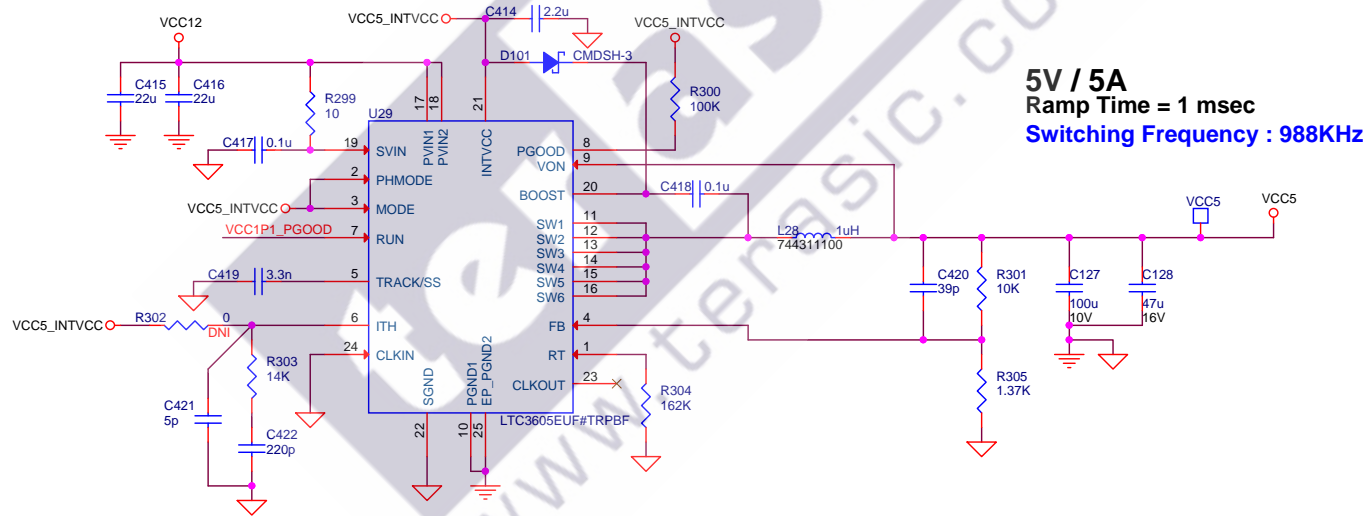 VCC5_INTVCC
C414
2.2u
VCC12
VCC5_INTVCC
D101
CMDSH-3
5V / 5A
Ramp Time = 1 msec
Switching Frequency : 988KHz
C415
22u
C416
22u
R299
10
17
18
21
R300
100K
U29
C417
0.1u
19
SVIN
PVIN1
PVIN2
INTVCC
PGOOD
8
VON
9
2
PHMODE
BOOST
20
C418
0.1u
VCC5_INTVCC
3
MODE
VCC5
VCC5
VCC1P1_PGOOD
7
RUN
SW1
11
SW2
12
SW3
13
SW4
14
SW5
15
SW6
16
L28
1uH
744311100
C419
3.3n
5
TRACK/SS
C420
39p
R301
10K
C127
100u
10V
C128
47u
16V
VCC5_INTVCC
R302
0
DNI
6
ITH
FB
4
24
CLKIN
RT
1
R303
14K
SGND
PGND1
EP_PGND2
CLKOUT
23
R304
162K
R305
1.37K
C421
5p
LTC3605EUF#TRPBF
22
10
25
C422
220p
terasic
www.terasic.co